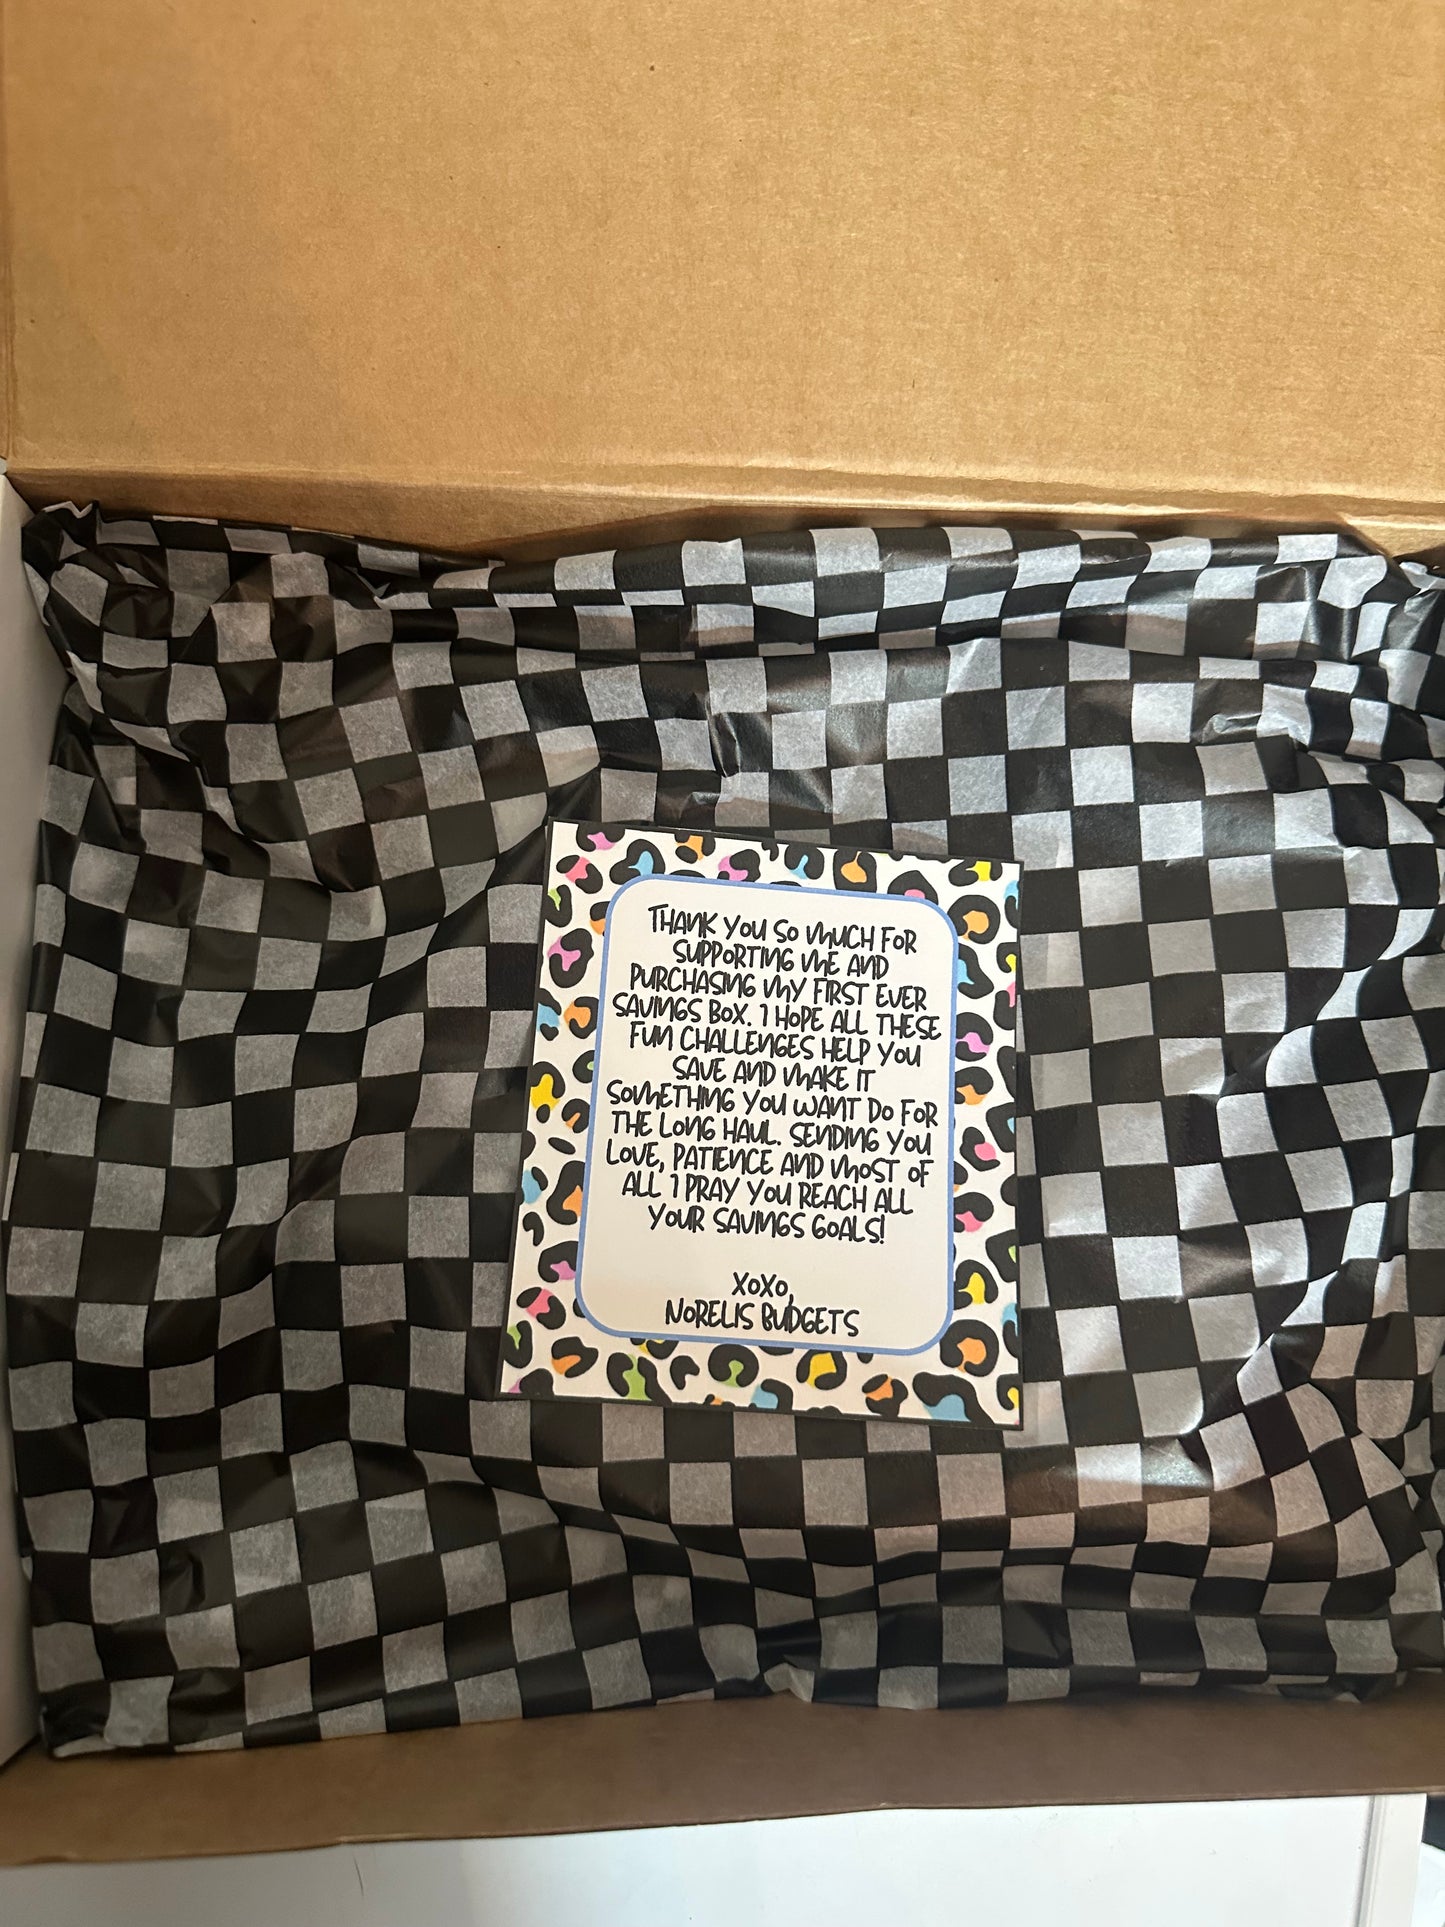 THANK YOU SO MUCH FOR
SUPPORTING ME AND
PURCHASING MY FIRST EVER
SAVINGS BOX. I HOPE ALL THESE
FUN CHALLENGES HELP YOU
SAVE AND MAKE IT
SOMETHING YOU WANT DO FOR
THE LONG HAUL. SENDING YOU
LOVE, PATIENCE AND MOST OF
ALL I PRAY YOU REACH ALL
YOUR SAVINGS GOALS!
XOXO,
NORELIS BUDGETS